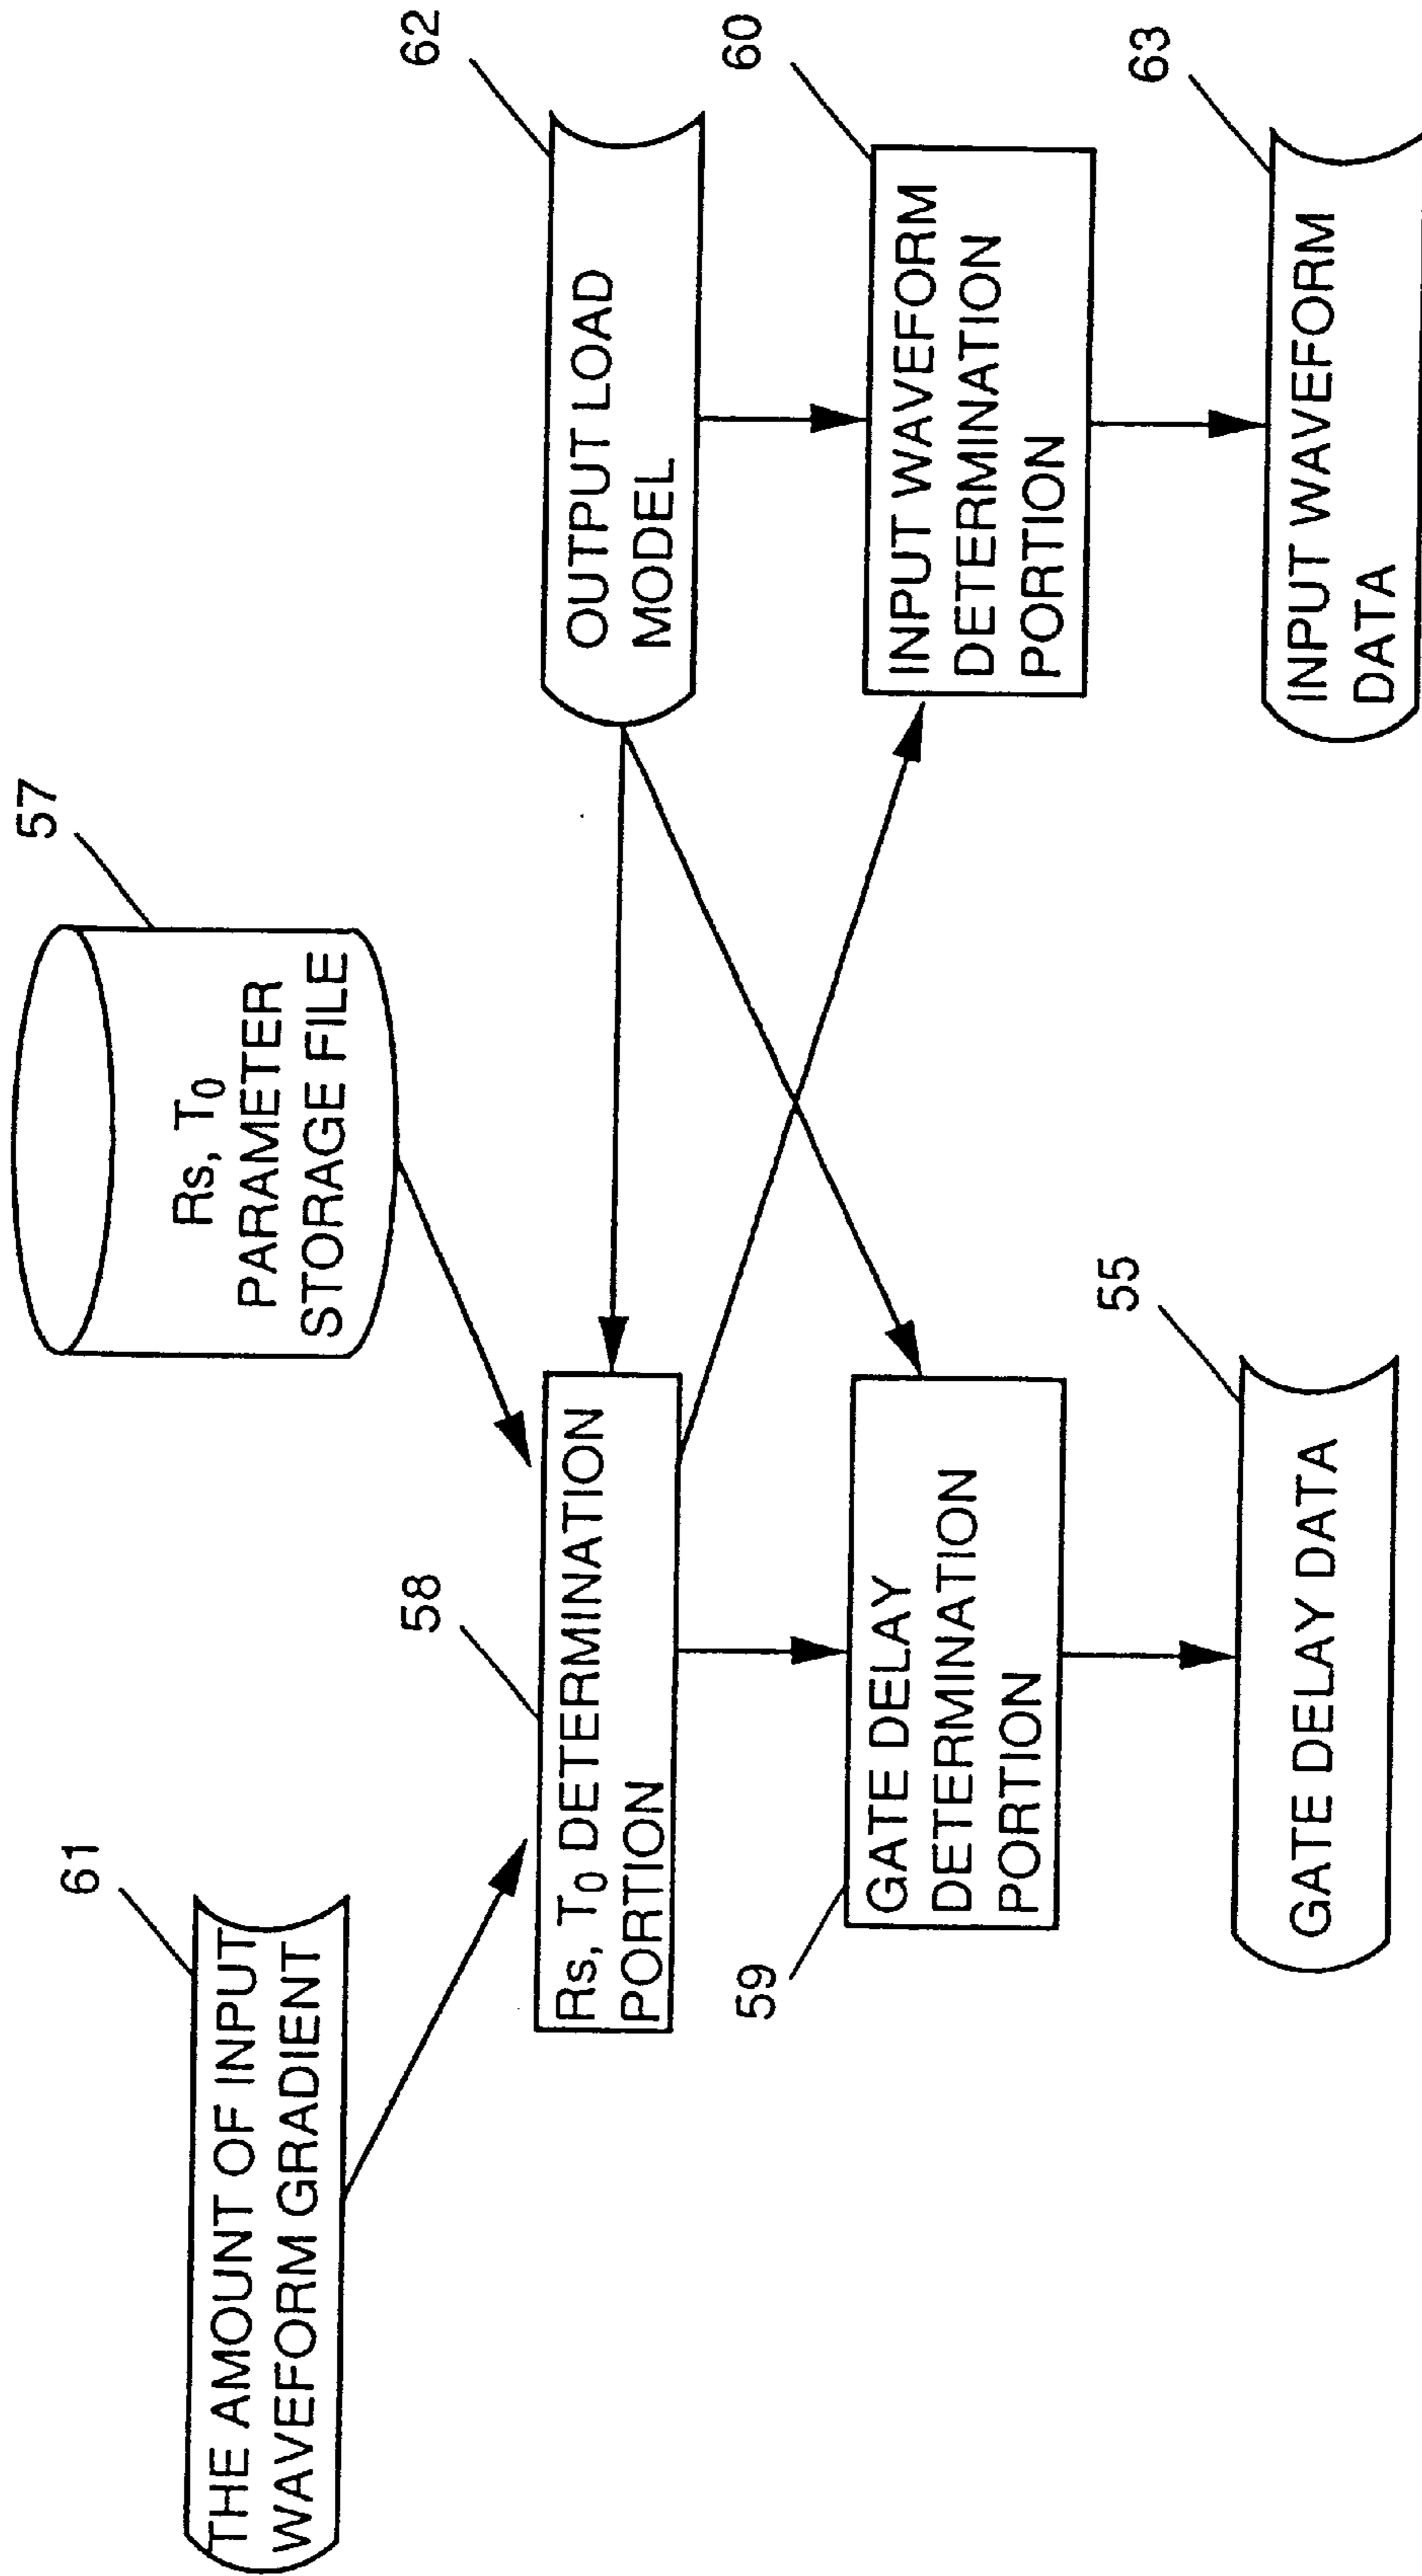 57
Rs, T0
PARAMETER
STORAGE FILE
61
THE AMOUNT OF INPUT
WAVEFORM GRADIENT
58
Rs, T0 DETERMINATION
PORTION
62
OUTPUT LOAD
MODEL
59
GATE DELAY
DETERMINATION
PORTION
60
INPUT WAVEFORM
DETERMINATION
PORTION
55
GATE DELAY DATA
63
INPUT WAVEFORM
DATA